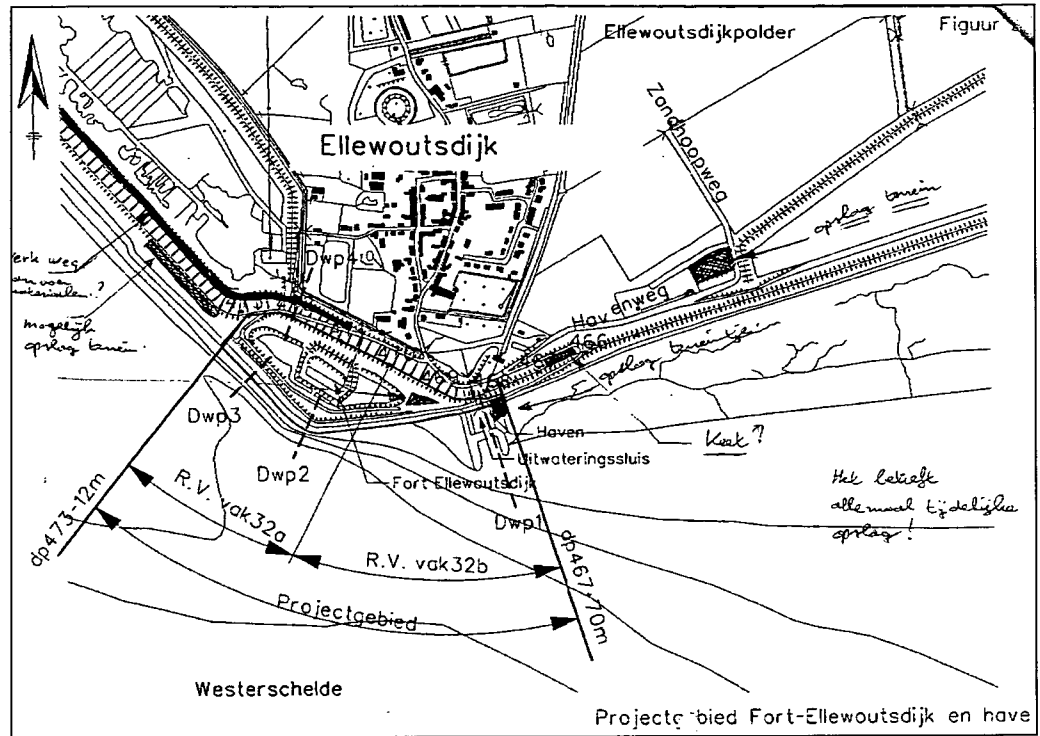 Ellewoutsdijkpolder
Figuur
Zandhoopweg
Ellewoutsdijk
opslag terrein
Dwp4
werk weg
materialen?
mogelijk
opslag terrein.
Havenweg
opslag terreintje
Keet?
Haven
Uitwateringssluis
Fort Ellewoutsdijk
Dwp3
Dwp2
Dwp1
Het betreft
allemaal tijdelijke
opslag!
dp473-12m
R.V. vak32a
R.V. vak32b
dp467+70m
Projectgebied
Westerschelde
Projectgebied Fort-Ellewoutsdijk en have